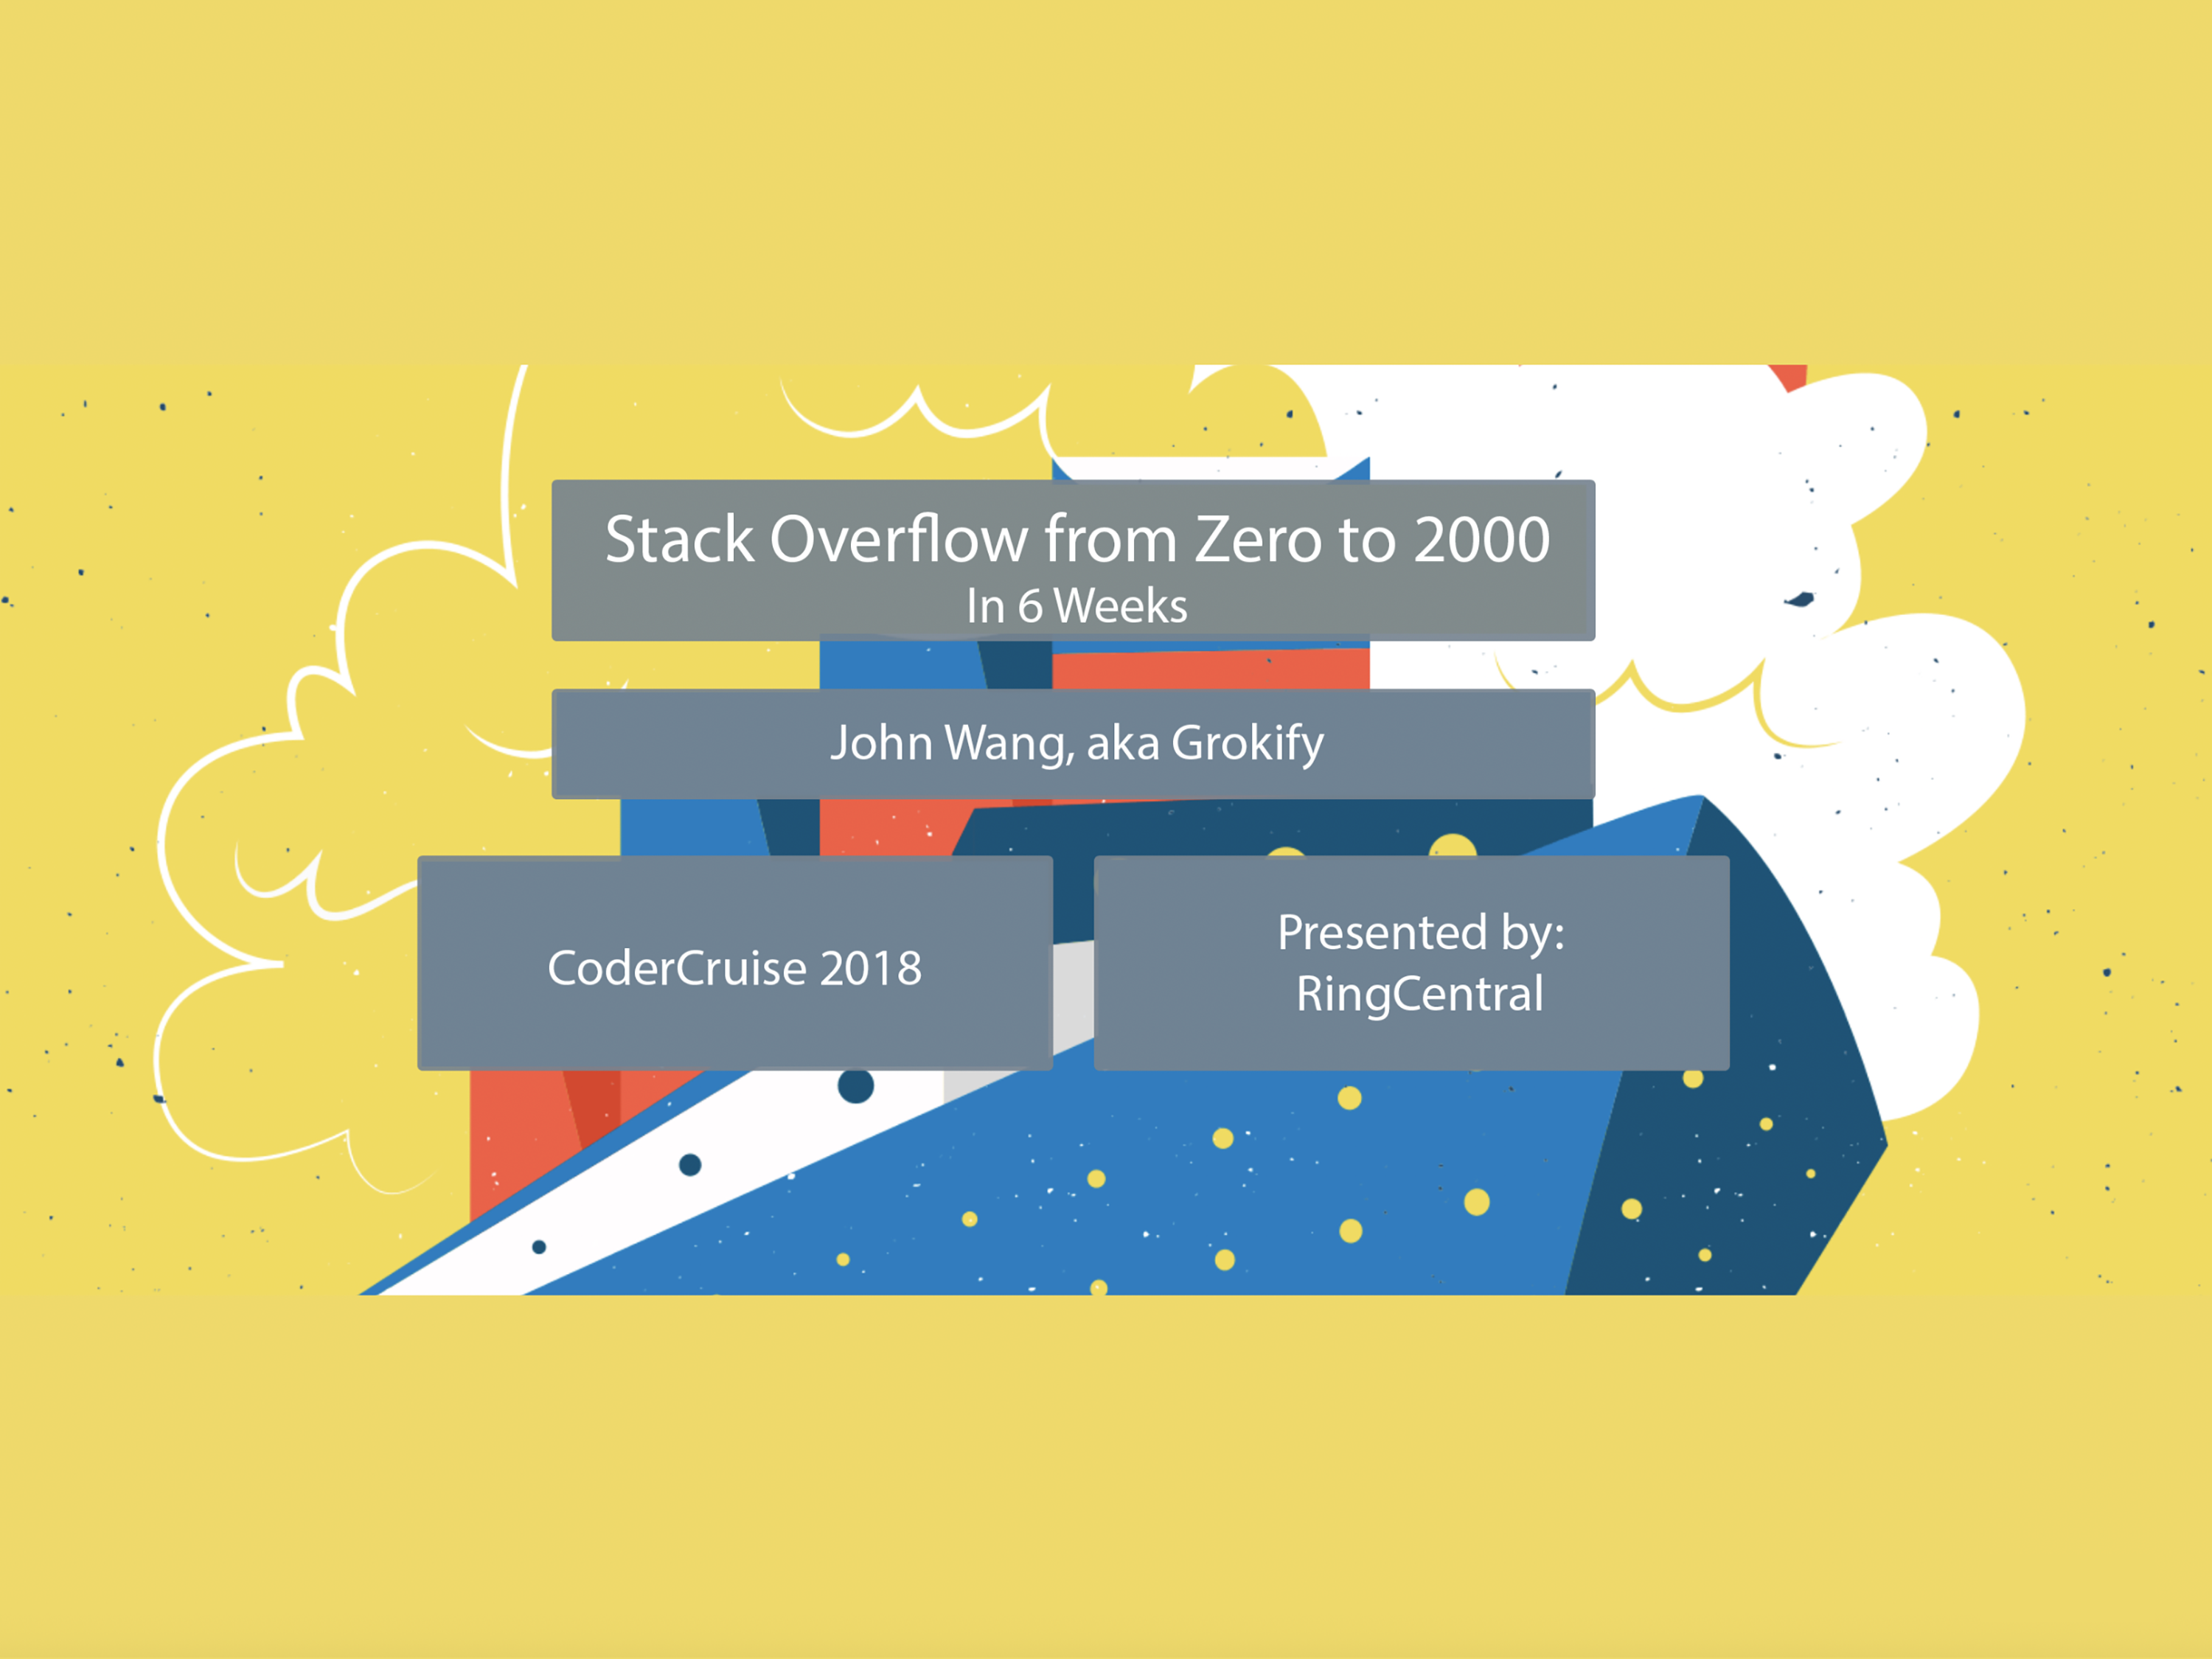 Stack Overflow from Zero to 2000
In 6 Weeks
John Wang, aka Grokify
CoderCruise 2018
Presented by:
RingCentral